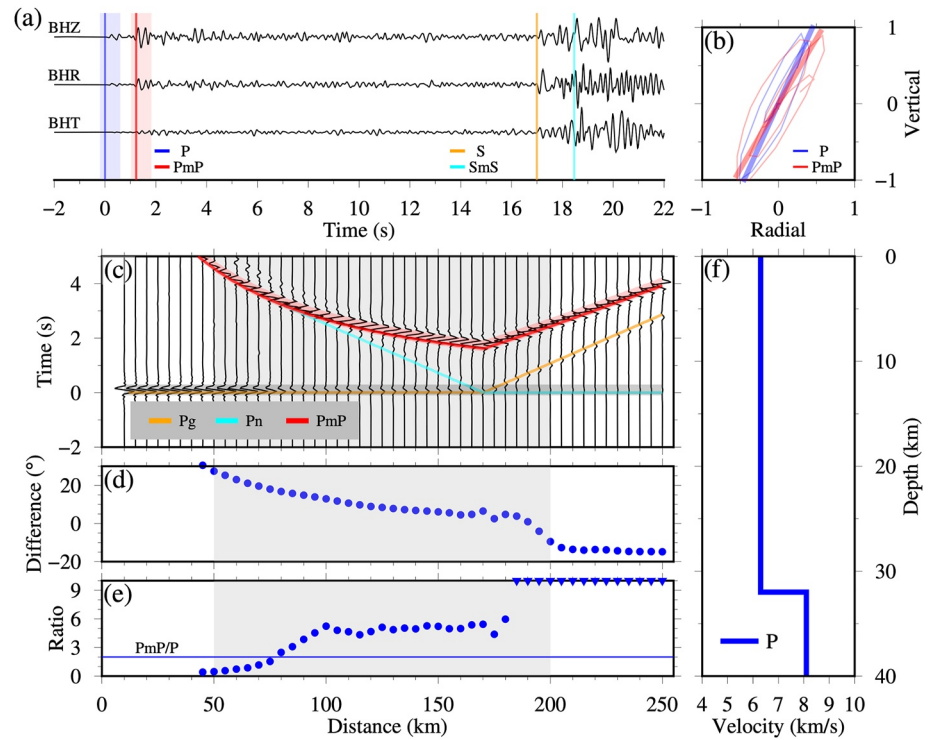 (a)
BHZ
BHR
BHT
P
PmP
S
SmS
−2 0 2 4 6 8 10 12 14 16 18 20 22
Time (s)
(b)
1
0
−1
Vertical
P
PmP
−1 0 1
Radial
(c)
4
2
0
−2
Time (s)
Pg Pn PmP
(d)
20
0
−20
Difference (°)
(e)
9
6
3
0
Ratio
PmP/P
0 50 100 150 200 250
Distance (km)
(f)
0
10
20
30
40
Depth (km)
P
4 5 6 7 8 9 10
Velocity (km/s)